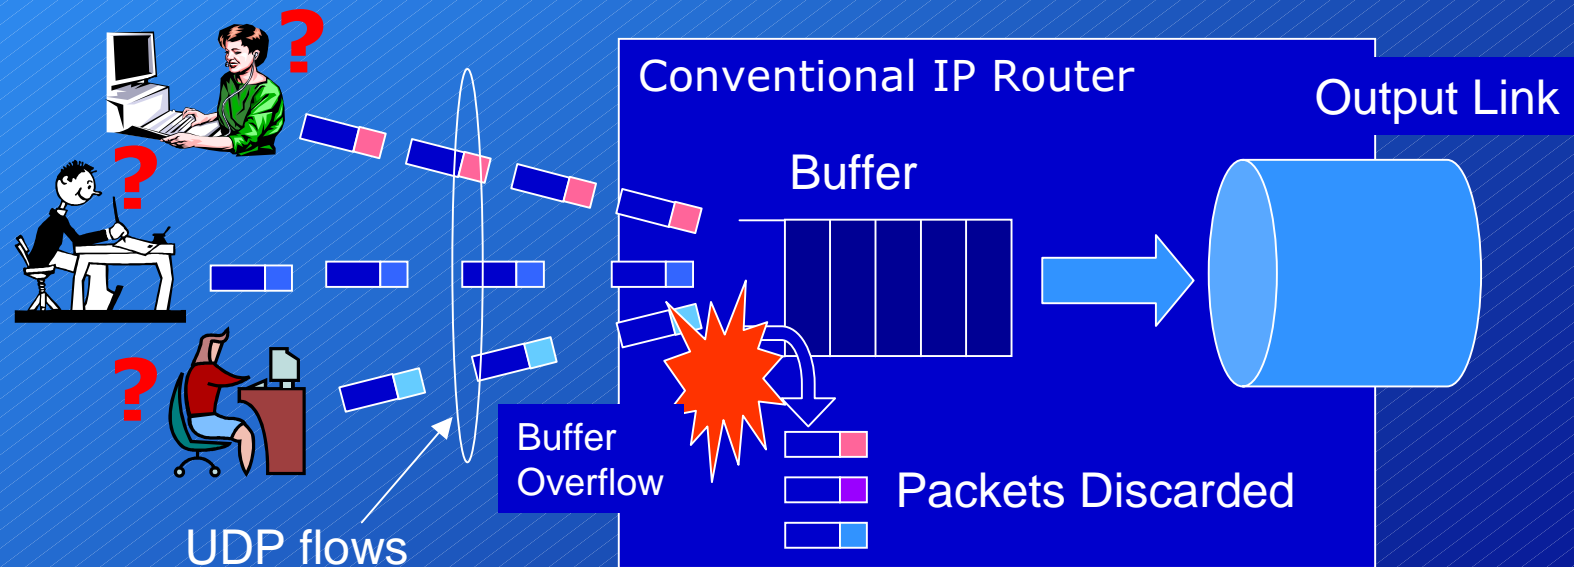 ?
Conventional IP Router
Output Link
?
Buffer
?
Buffer
Overflow
Packets Discarded
UDP flows